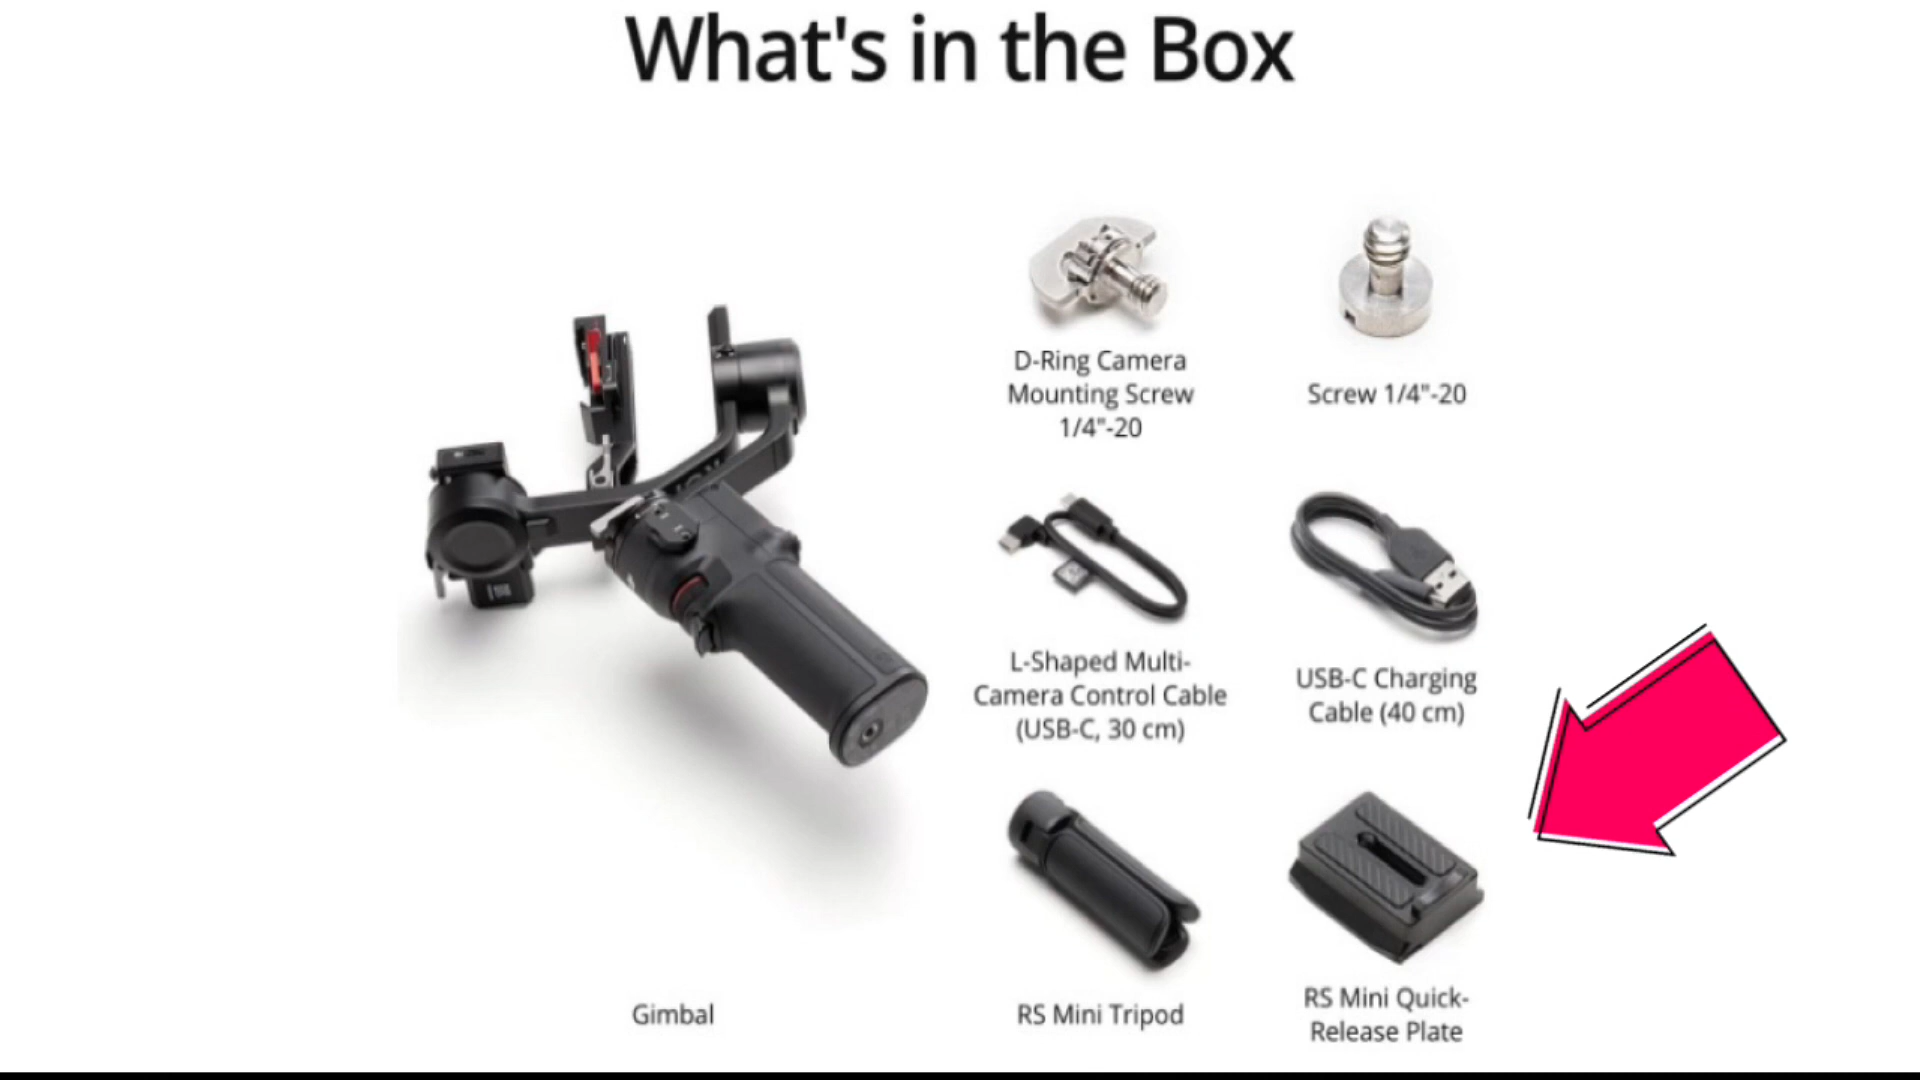 What's in the Box
D-Ring Camera
Mounting Screw
1/4"-20
Screw 1/4"-20
L-Shaped Multi-
Camera Control Cable
(USB-C, 30 cm)
USB-C Charging
Cable (40 cm)
Gimbal
RS Mini Tripod
RS Mini Quick-
Release Plate